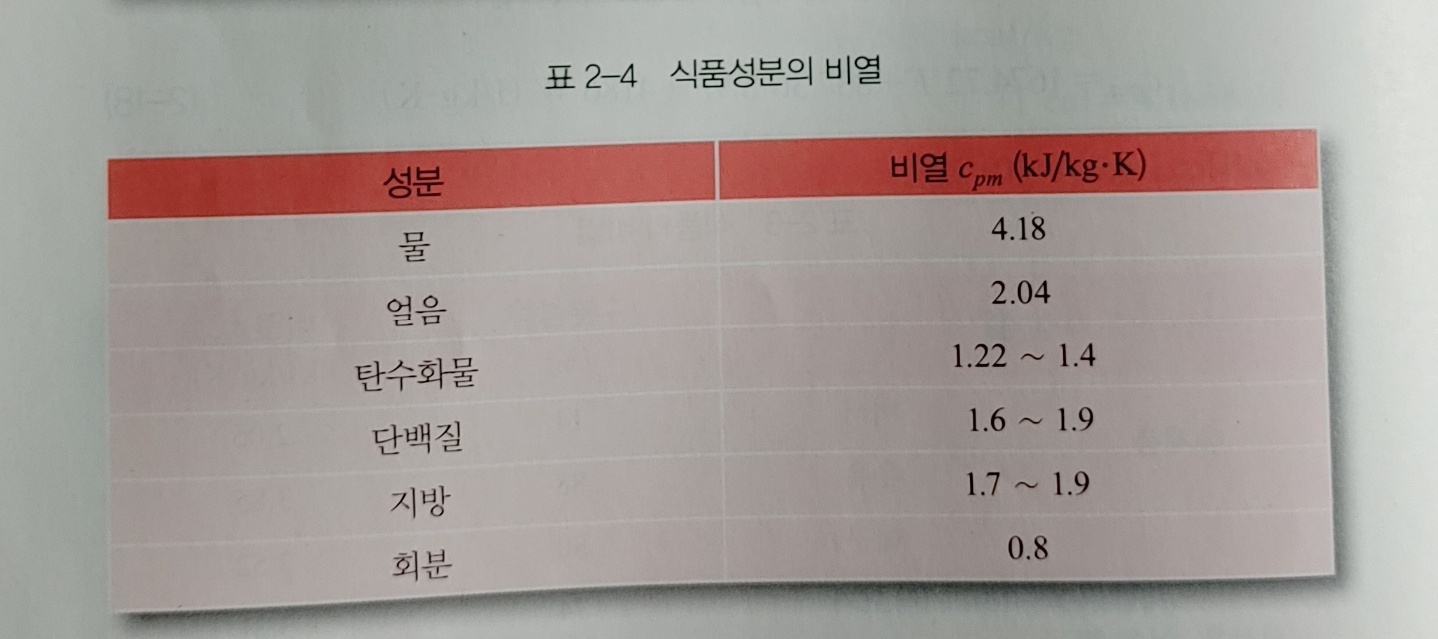 표 2-4 식품성분의 비열
성분 비열 cpm (kJ/kg·K)
물 4.18
얼음 2.04
탄수화물 1.22 ~ 1.4
단백질 1.6 ~ 1.9
지방 1.7 ~ 1.9
회분 0.8